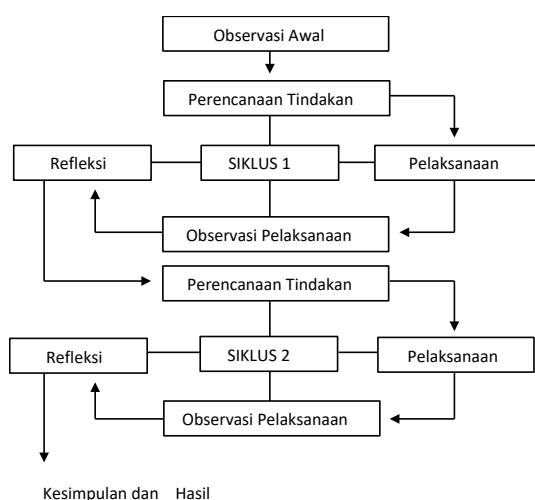 Observasi Awal
Perencanaan Tindakan
Refleksi
SIKLUS 1
Pelaksanaan
Observasi Pelaksanaan
Perencanaan Tindakan
Refleksi
SIKLUS 2
Pelaksanaan
Observasi Pelaksanaan
Kesimpulan dan Hasil